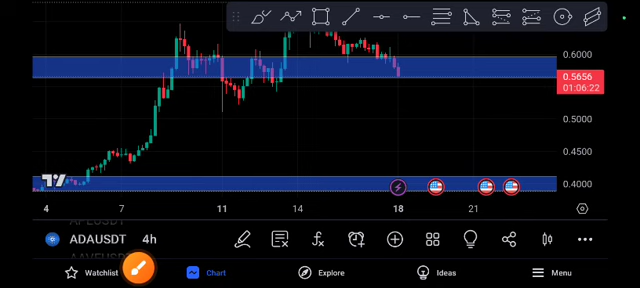 0.6000
0.5656
01:06:22
0.5000
0.4500
0.4000
4 7 11 14 18 21
ADAUSDT 4h
Watchlist Chart Explore Ideas Menu